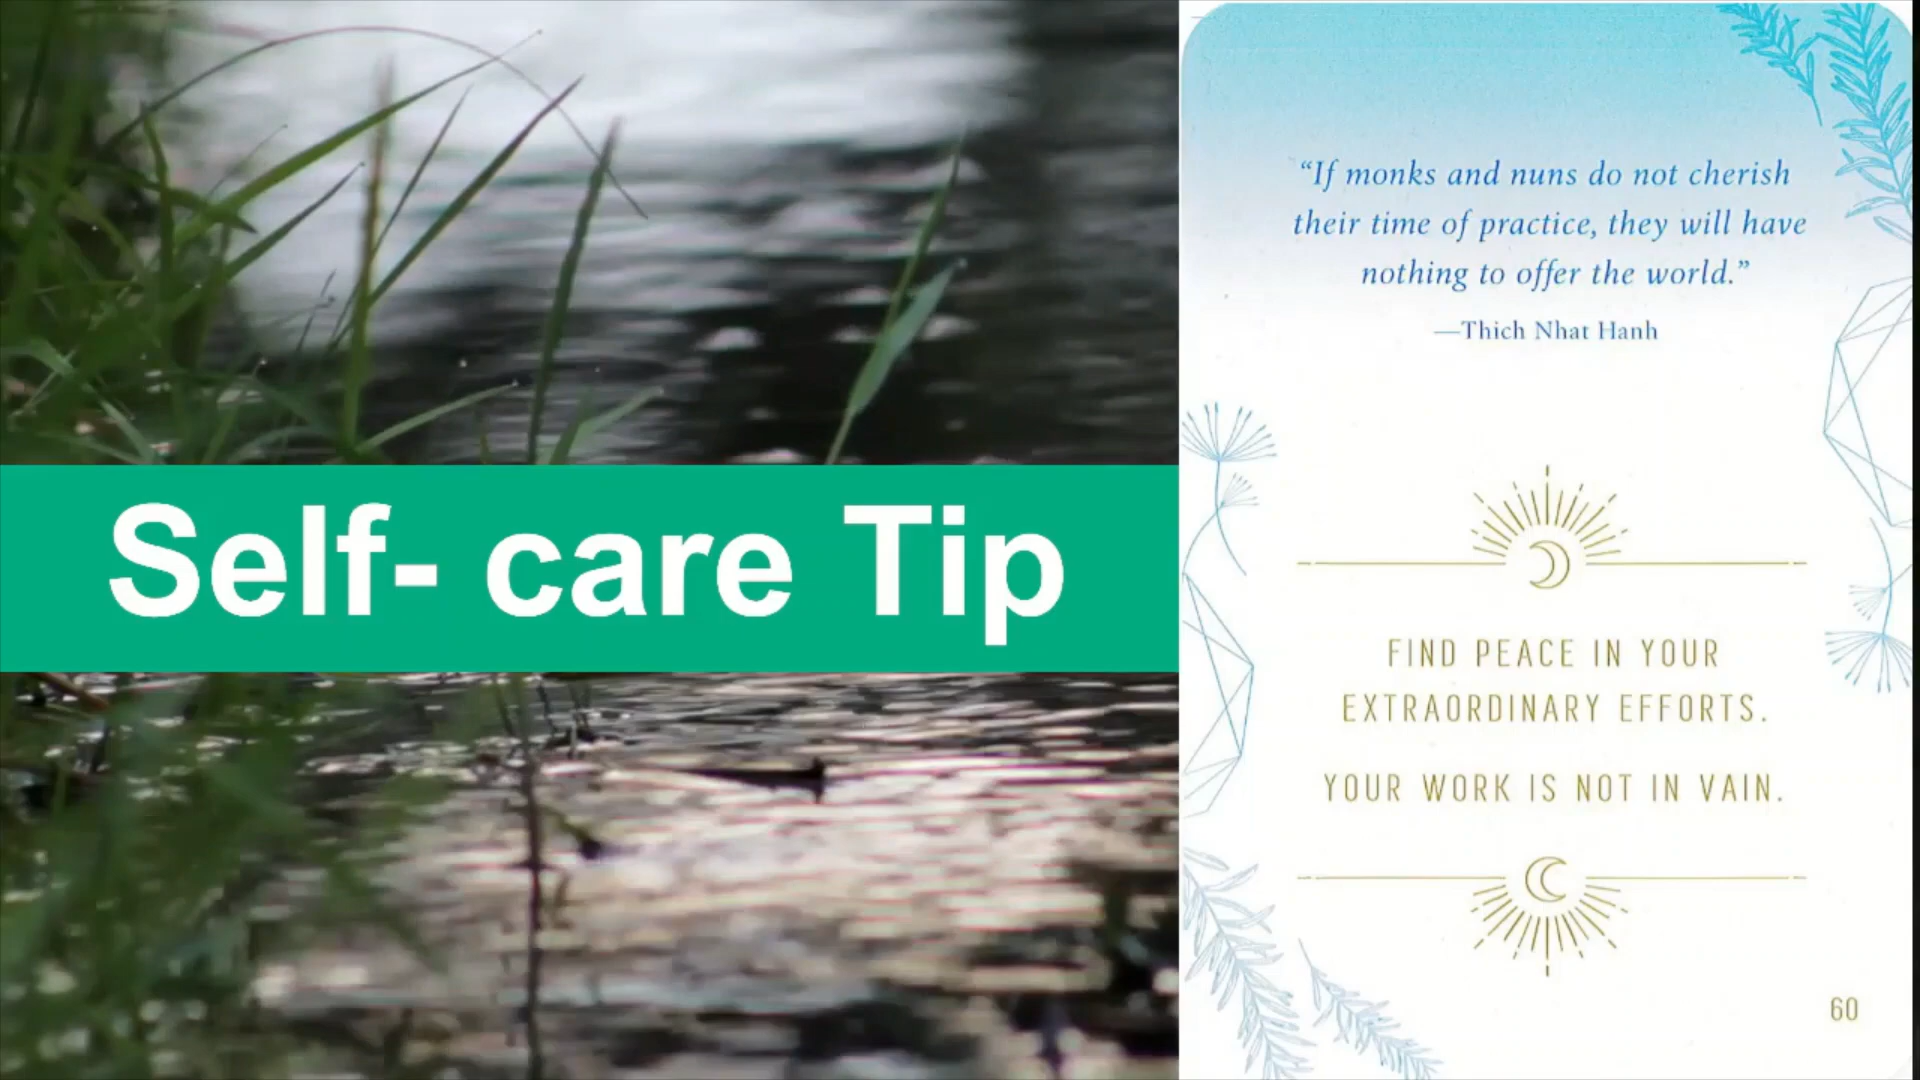 Self- care Tip
“If monks and nuns do not cherish
their time of practice, they will have
nothing to offer the world.”
—Thich Nhat Hanh
FIND PEACE IN YOUR
EXTRAORDINARY EFFORTS.
YOUR WORK IS NOT IN VAIN.
60